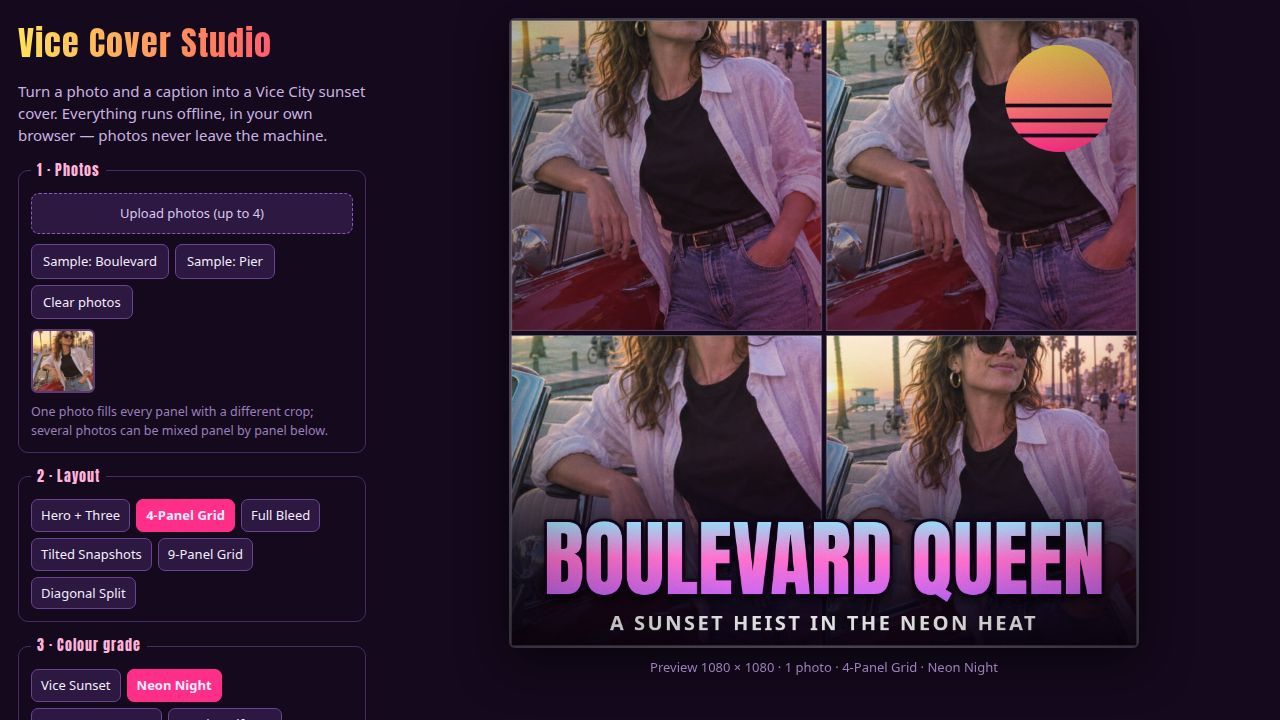 Vice Cover Studio
Turn a photo and a caption into a Vice City sunset
cover. Everything runs offline, in your own
browser — photos never leave the machine.
1 · Photos
Upload photos (up to 4)
Sample: Boulevard
Sample: Pier
Clear photos
One photo fills every panel with a different crop;
several photos can be mixed panel by panel below.
2 · Layout
Hero + Three
4-Panel Grid
Full Bleed
Tilted Snapshots
9-Panel Grid
Diagonal Split
3 · Colour grade
Vice Sunset
Neon Night
BOULEVARD QUEEN
A SUNSET HEIST IN THE NEON HEAT
Preview 1080 × 1080 · 1 photo · 4-Panel Grid · Neon Night